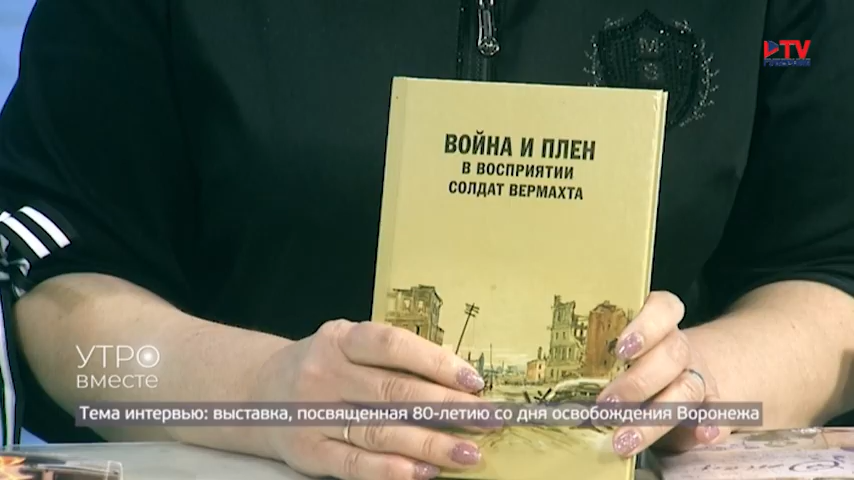 TV
М
ВОЙНА И ПЛЕН
В ВОСПРИЯТИИ
СОЛДАТ ВЕРМАХТА
УТРО
вместе
Тема интервью: выставка, посвященная 80-летию со дня освобождения Воронежа